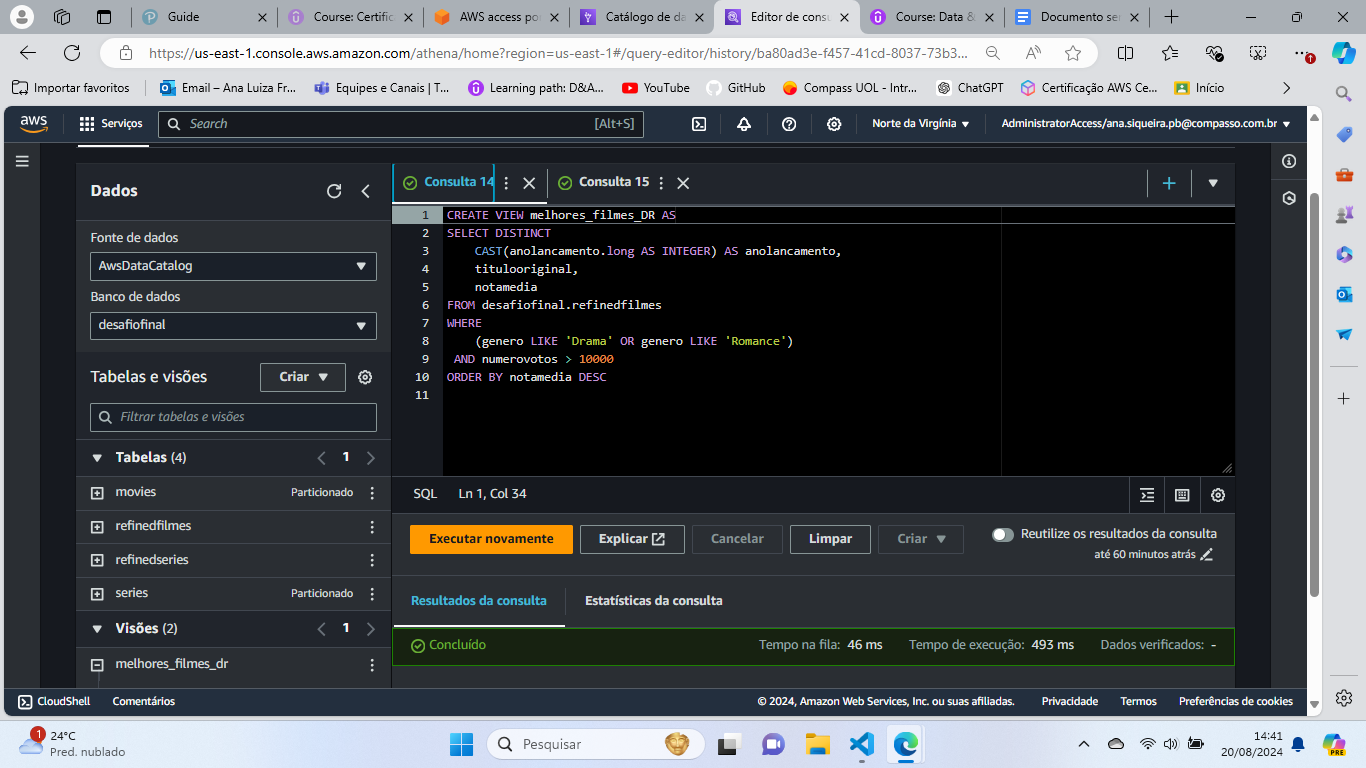 Guide
Course: Certific
AWS access por
Catálogo de da
Editor de consu
Course: Data &
Documento se
https://us-east-1.console.aws.amazon.com/athena/home?region=us-east-1#/query-editor/history/ba80ad3e-f457-41cd-8037-73b3...
Importar favoritos
Email – Ana Luiza Fr...
Equipes e Canais | T...
Learning path: D&A...
YouTube
GitHub
Compass UOL - Intr...
ChatGPT
Certificação AWS Ce...
Início
aws
Serviços
Search
[Alt+S]
Norte da Virgínia
AdministratorAccess/ana.siqueira.pb@compasso.com.br
Dados
Fonte de dados
AwsDataCatalog
Banco de dados
desafiofinal
Tabelas e visões
Criar
Filtrar tabelas e visões
Tabelas (4)
1
movies
Particionado
refinedfilmes
refinedseries
series
Particionado
Visões (2)
1
melhores_filmes_dr
Consulta 14
Consulta 15
1 CREATE VIEW melhores_filmes_DR AS
2 SELECT DISTINCT
3 CAST(anolancamento.long AS INTEGER) AS anolancamento,
4 titulooriginal,
5 notamedia
6 FROM desafiofinal.refinedfilmes
7 WHERE
8 (genero LIKE 'Drama' OR genero LIKE 'Romance')
9 AND numerovotos > 10000
10 ORDER BY notamedia DESC
11
SQL
Ln 1, Col 34
Executar novamente
Explicar
Cancelar
Limpar
Criar
Reutilize os resultados da consulta
até 60 minutos atrás
Resultados da consulta
Estatísticas da consulta
Concluído
Tempo na fila: 46 ms
Tempo de execução: 493 ms
Dados verificados: -
CloudShell
Comentários
© 2024, Amazon Web Services, Inc. ou suas afiliadas.
Privacidade
Termos
Preferências de cookies
1
24°C
Pred. nublado
Pesquisar
14:41
20/08/2024
PRE